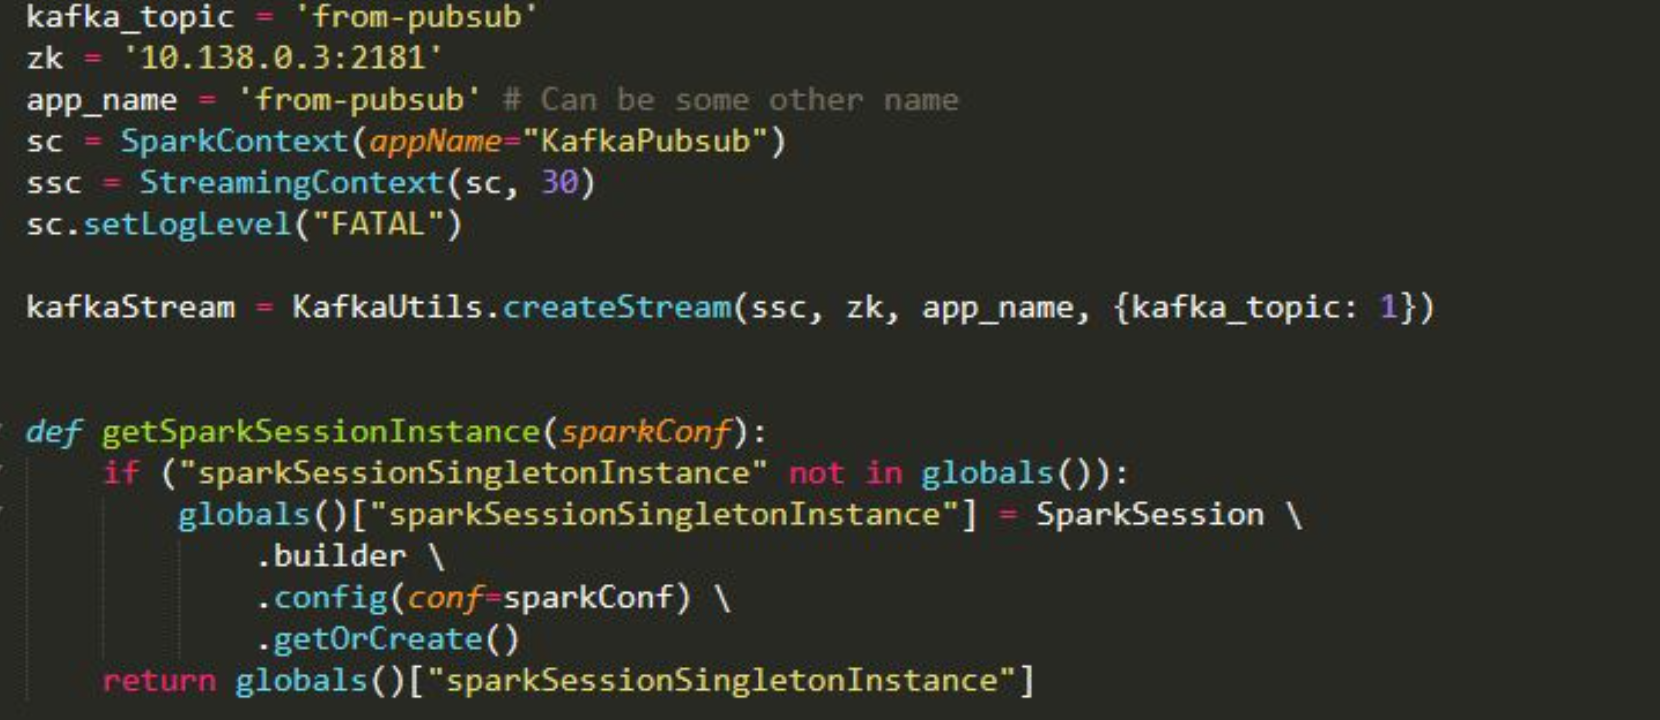 kafka_topic = 'from-pubsub'
zk = '10.138.0.3:2181'
app_name = 'from-pubsub' # Can be some other name
sc = SparkContext(appName="KafkaPubsub")
ssc = StreamingContext(sc, 30)
sc.setLogLevel("FATAL")
kafkaStream = KafkaUtils.createStream(ssc, zk, app_name, {kafka_topic: 1})
def getSparkSessionInstance(sparkConf):
if ("sparkSessionSingletonInstance" not in globals()):
globals()["sparkSessionSingletonInstance"] = SparkSession \
.builder \
.config(conf=sparkConf) \
.getOrCreate()
return globals()["sparkSessionSingletonInstance"]